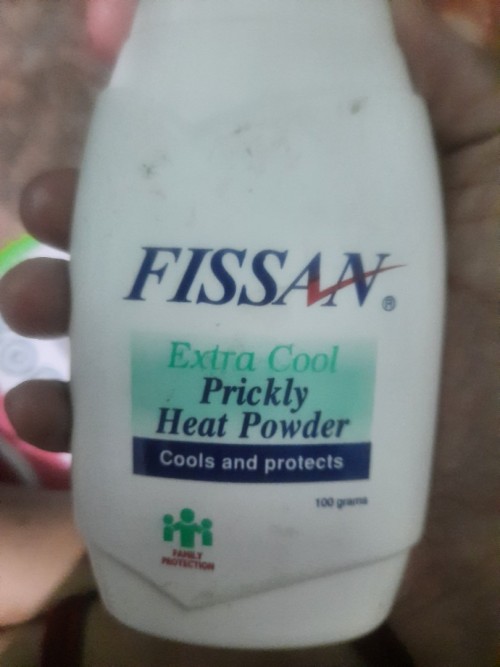 FISSAN®
Extra Cool
Prickly
Heat Powder
Cools and protects
100 grams
FAMILY
PROTECTION